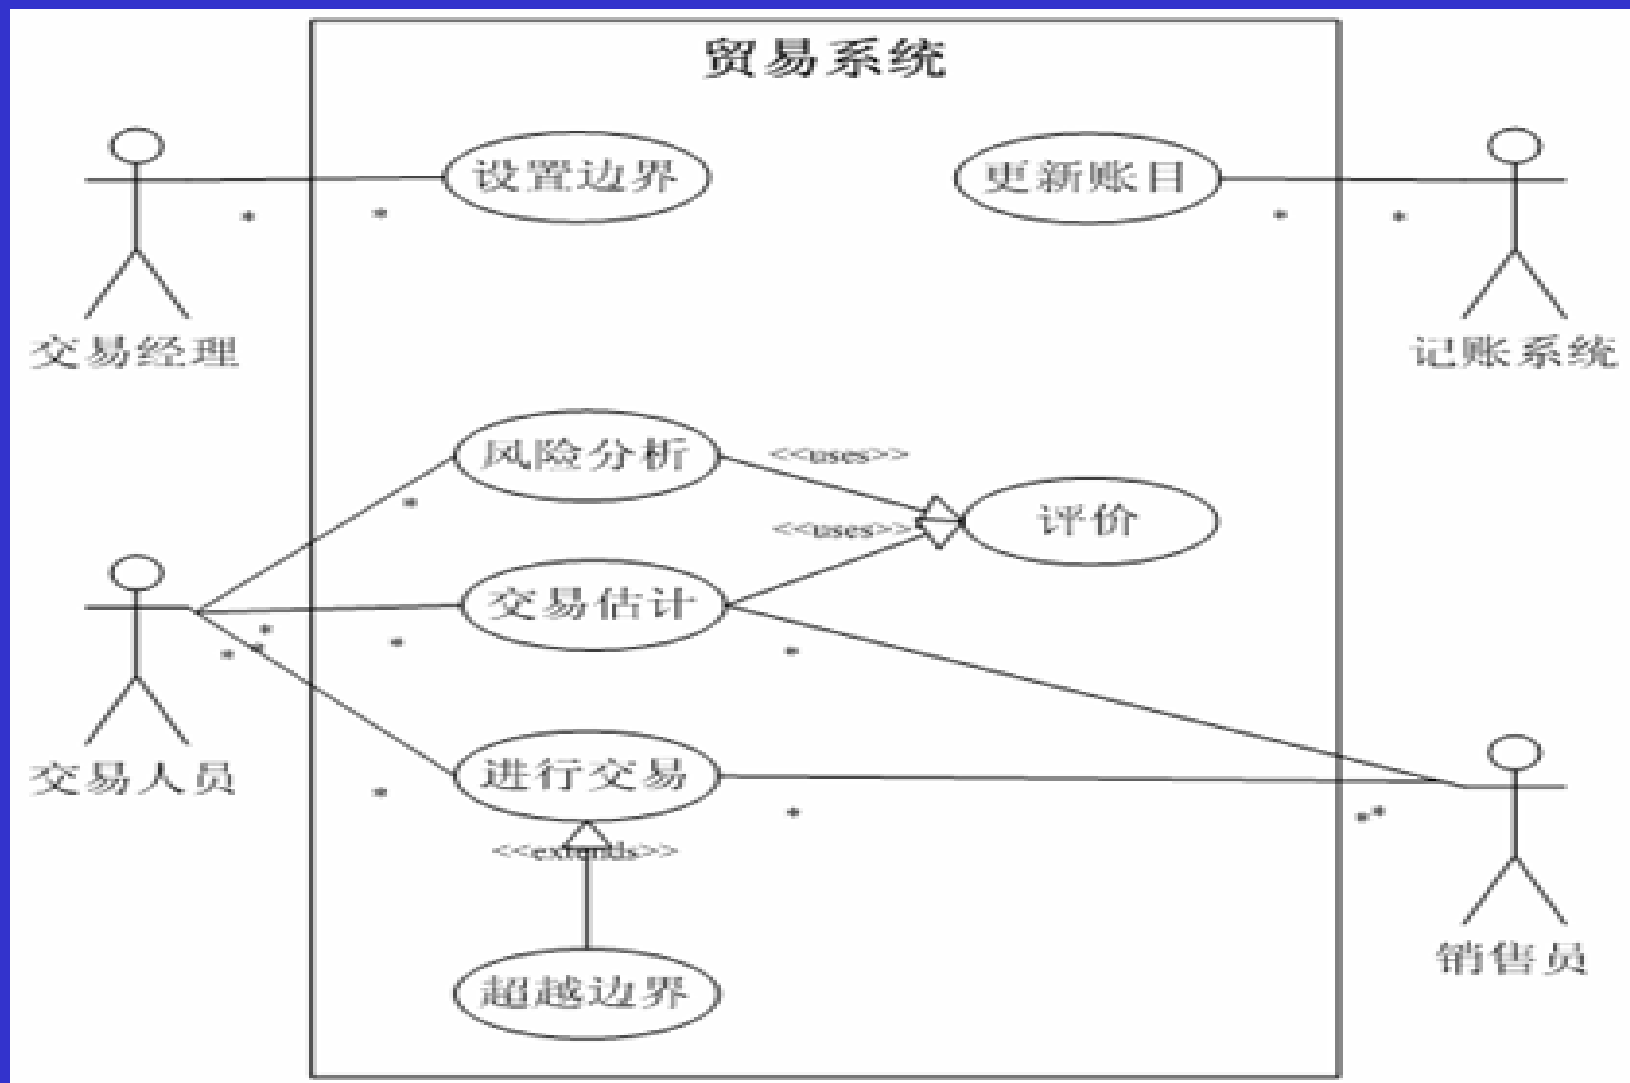 贸易系统
设置边界
更新账目
*
*
*
*
交易经理
记账系统
风险分析
<<uses>>
*
评价
<<uses>>
交易估计
*
*
*
*
*
*
进行交易
交易人员
*
*
**
<<extends>>
销售员
超越边界